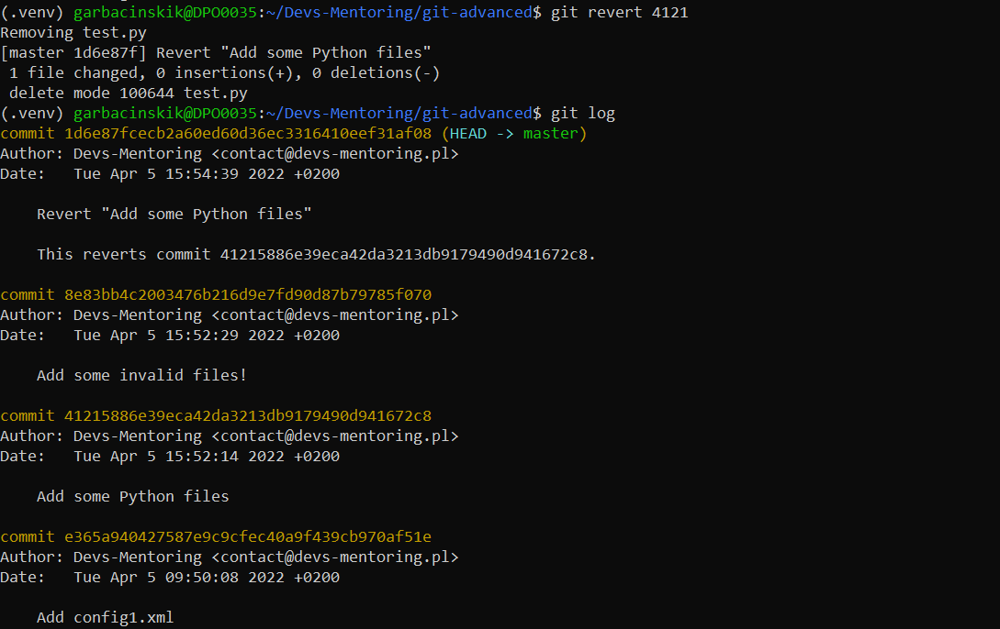 (.venv) garbacinskik@DPO0035:~/Devs-Mentoring/git-advanced$ git revert 4121
Removing test.py
[master 1d6e87f] Revert "Add some Python files"
 1 file changed, 0 insertions(+), 0 deletions(-)
 delete mode 100644 test.py
(.venv) garbacinskik@DPO0035:~/Devs-Mentoring/git-advanced$ git log
commit 1d6e87fcecb2a60ed60d36ec3316410eef31af08 (HEAD -> master)
Author: Devs-Mentoring <contact@devs-mentoring.pl>
Date:   Tue Apr 5 15:54:39 2022 +0200

    Revert "Add some Python files"

    This reverts commit 41215886e39eca42da3213db9179490d941672c8.

commit 8e83bb4c2003476b216d9e7fd90d87b79785f070
Author: Devs-Mentoring <contact@devs-mentoring.pl>
Date:   Tue Apr 5 15:52:29 2022 +0200

    Add some invalid files!

commit 41215886e39eca42da3213db9179490d941672c8
Author: Devs-Mentoring <contact@devs-mentoring.pl>
Date:   Tue Apr 5 15:52:14 2022 +0200

    Add some Python files

commit e365a940427587e9c9cfec40a9f439cb970af51e
Author: Devs-Mentoring <contact@devs-mentoring.pl>
Date:   Tue Apr 5 09:50:08 2022 +0200

    Add config1.xml